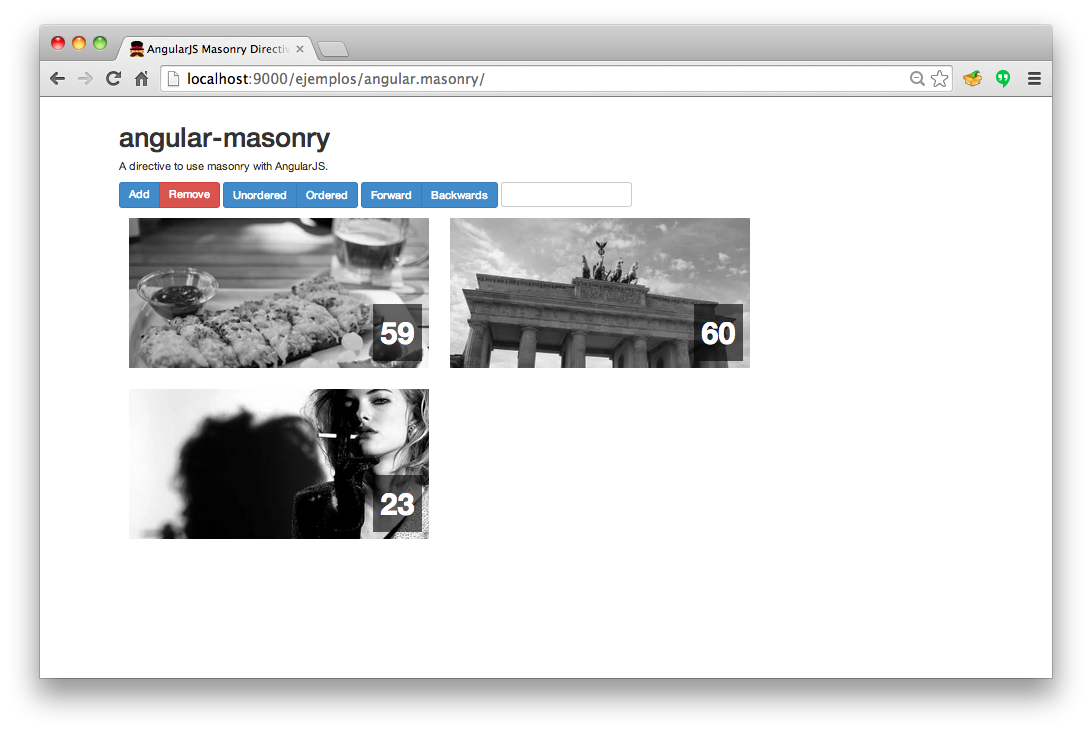 AngularJS Masonry Directiv
localhost:9000/ejemplos/angular.masonry/
angular-masonry
A directive to use masonry with AngularJS.
Add Remove Unordered Ordered Forward Backwards
59 60
23